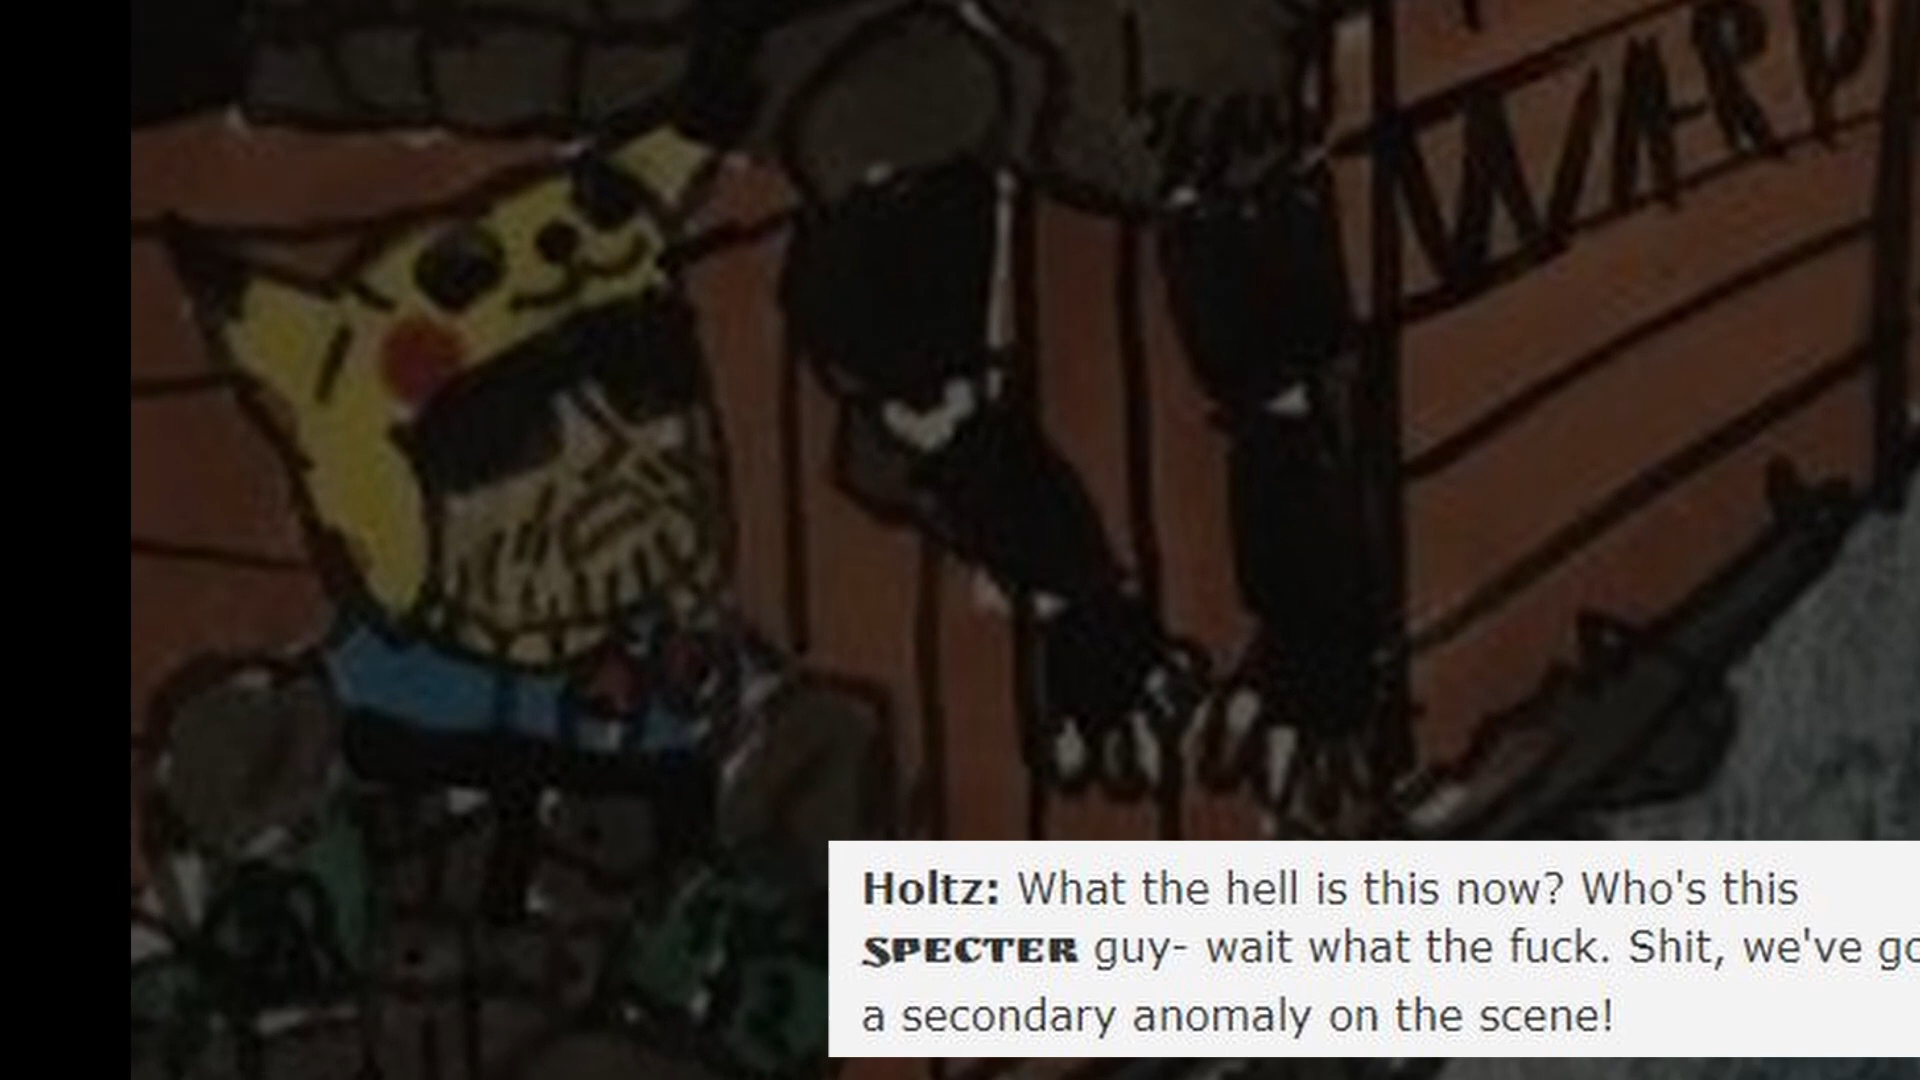 WARD
Holtz: What the hell is this now? Who's this
SPECTER guy- wait what the fuck. Shit, we've go
a secondary anomaly on the scene!